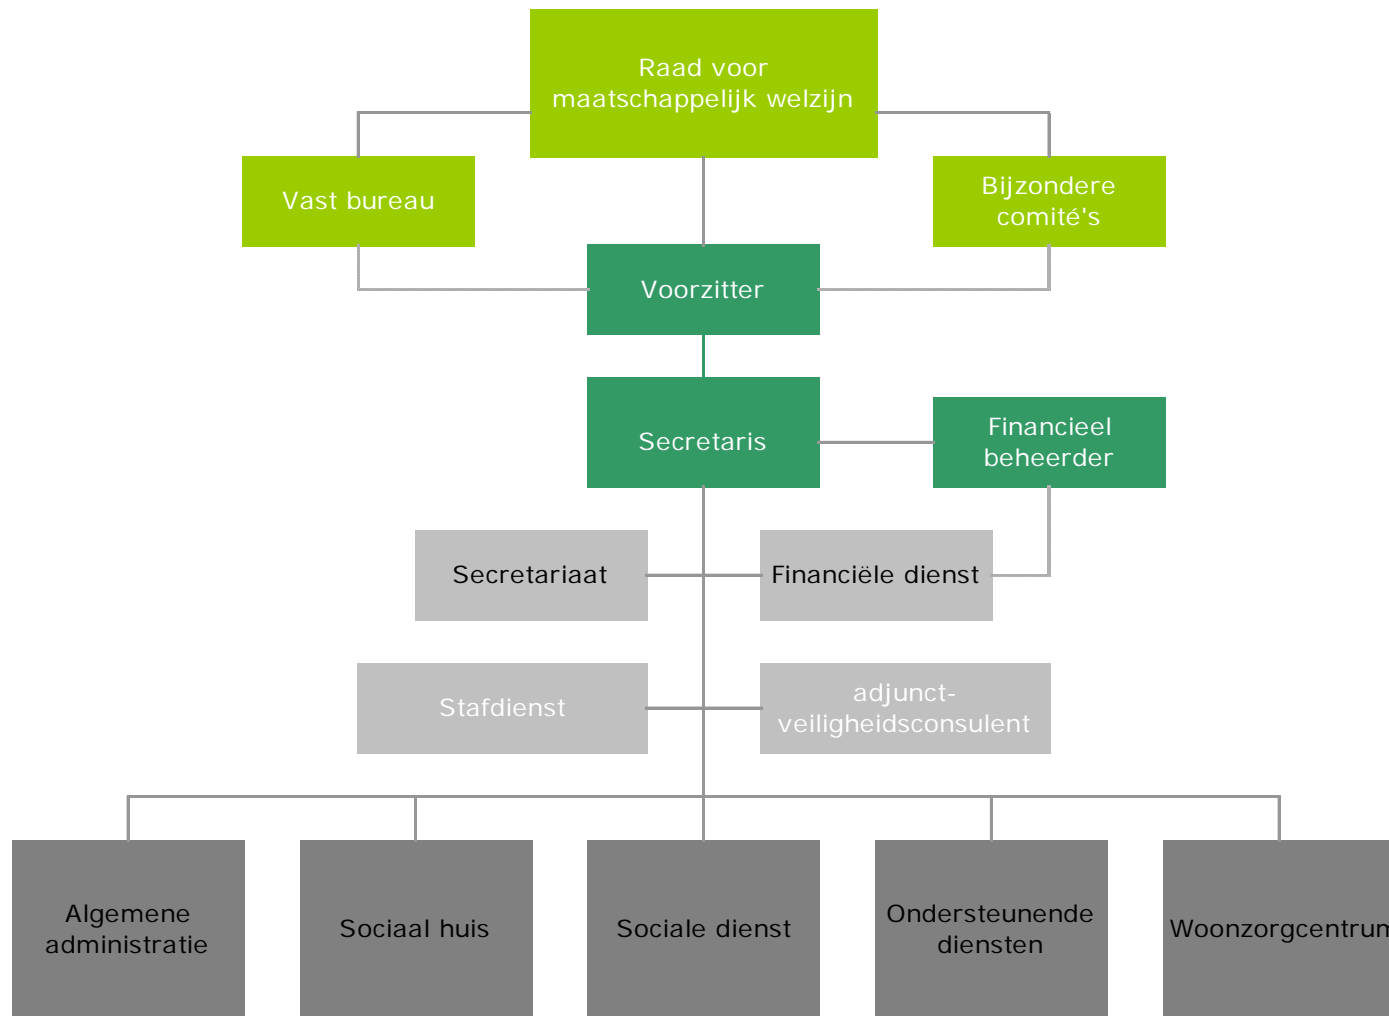 Raad voor
maatschappelijk welzijn
Vast bureau
Bijzondere
comité's
Voorzitter
Secretaris
Financieel
beheerder
Secretariaat
Financiële dienst
Stafdienst
adjunct-
veiligheidsconsulent
Algemene
administratie
Sociaal huis
Sociale dienst
Ondersteunende
diensten
Woonzorgcentrum